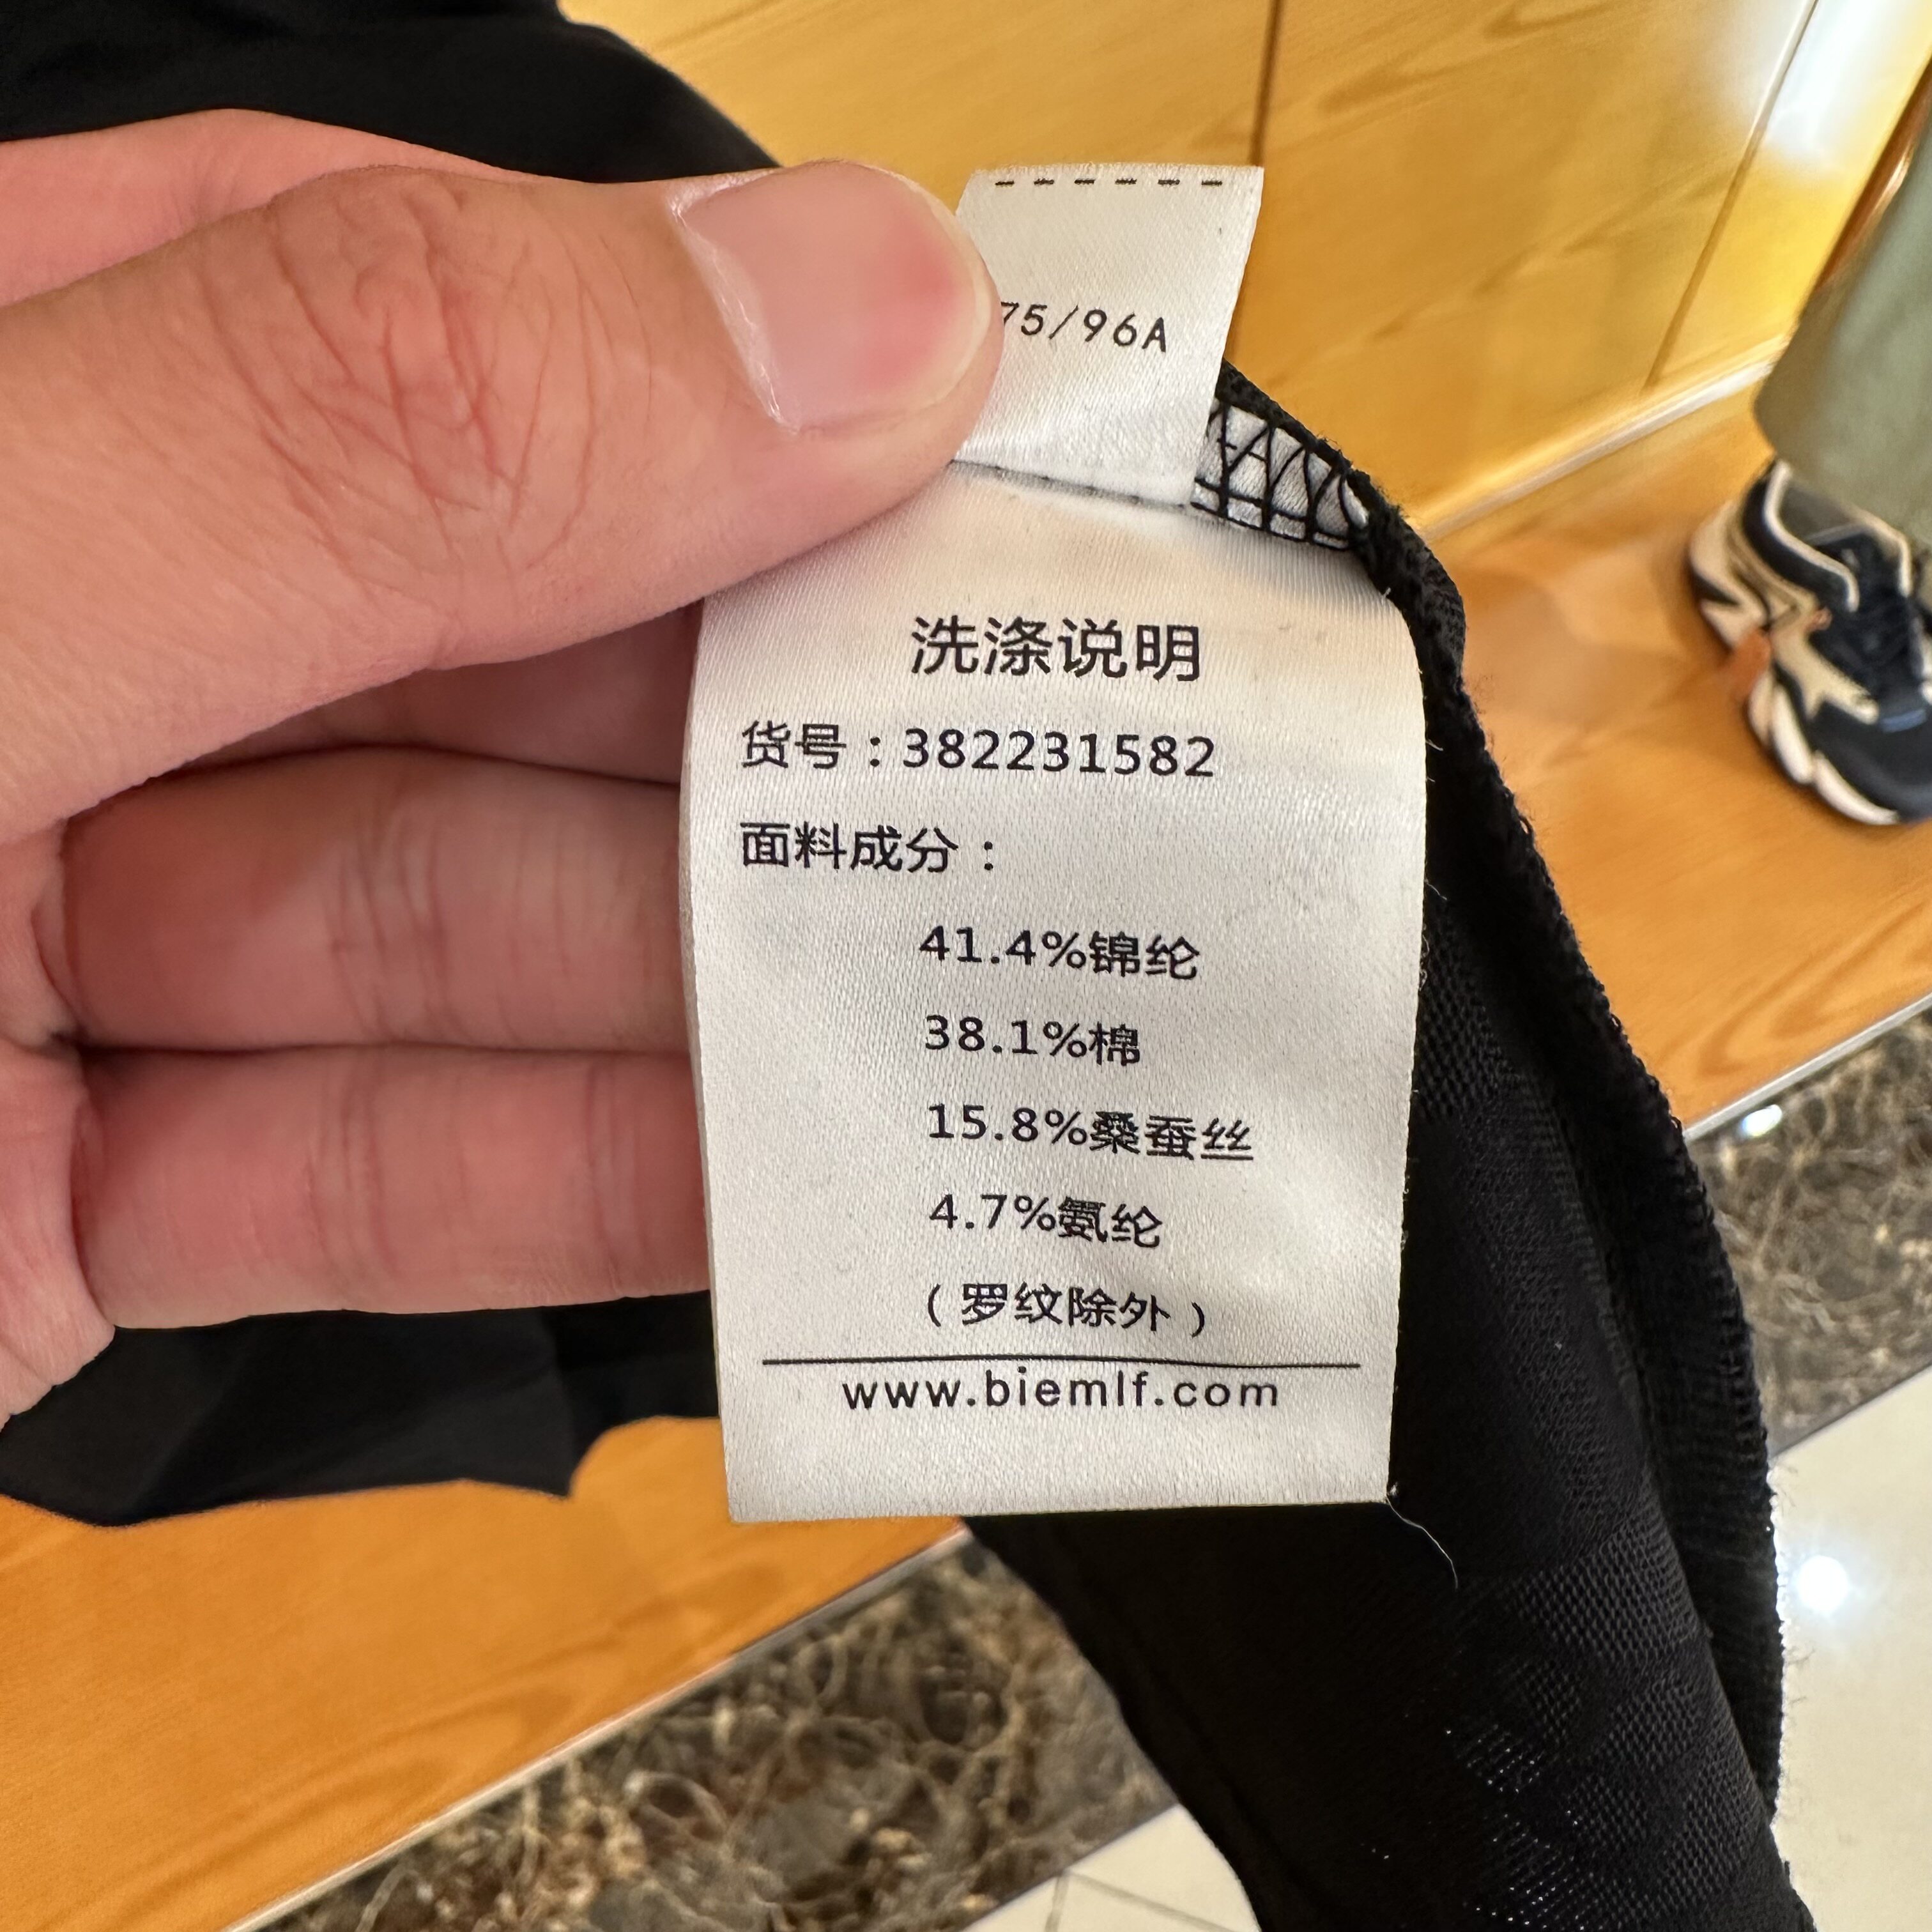 75/96A
洗涤说明
货号：382231582
面料成分：
41.4%锦纶
38.1%棉
15.8%桑蚕丝
4.7%氨纶
（罗纹除外）
www.biemlf.com